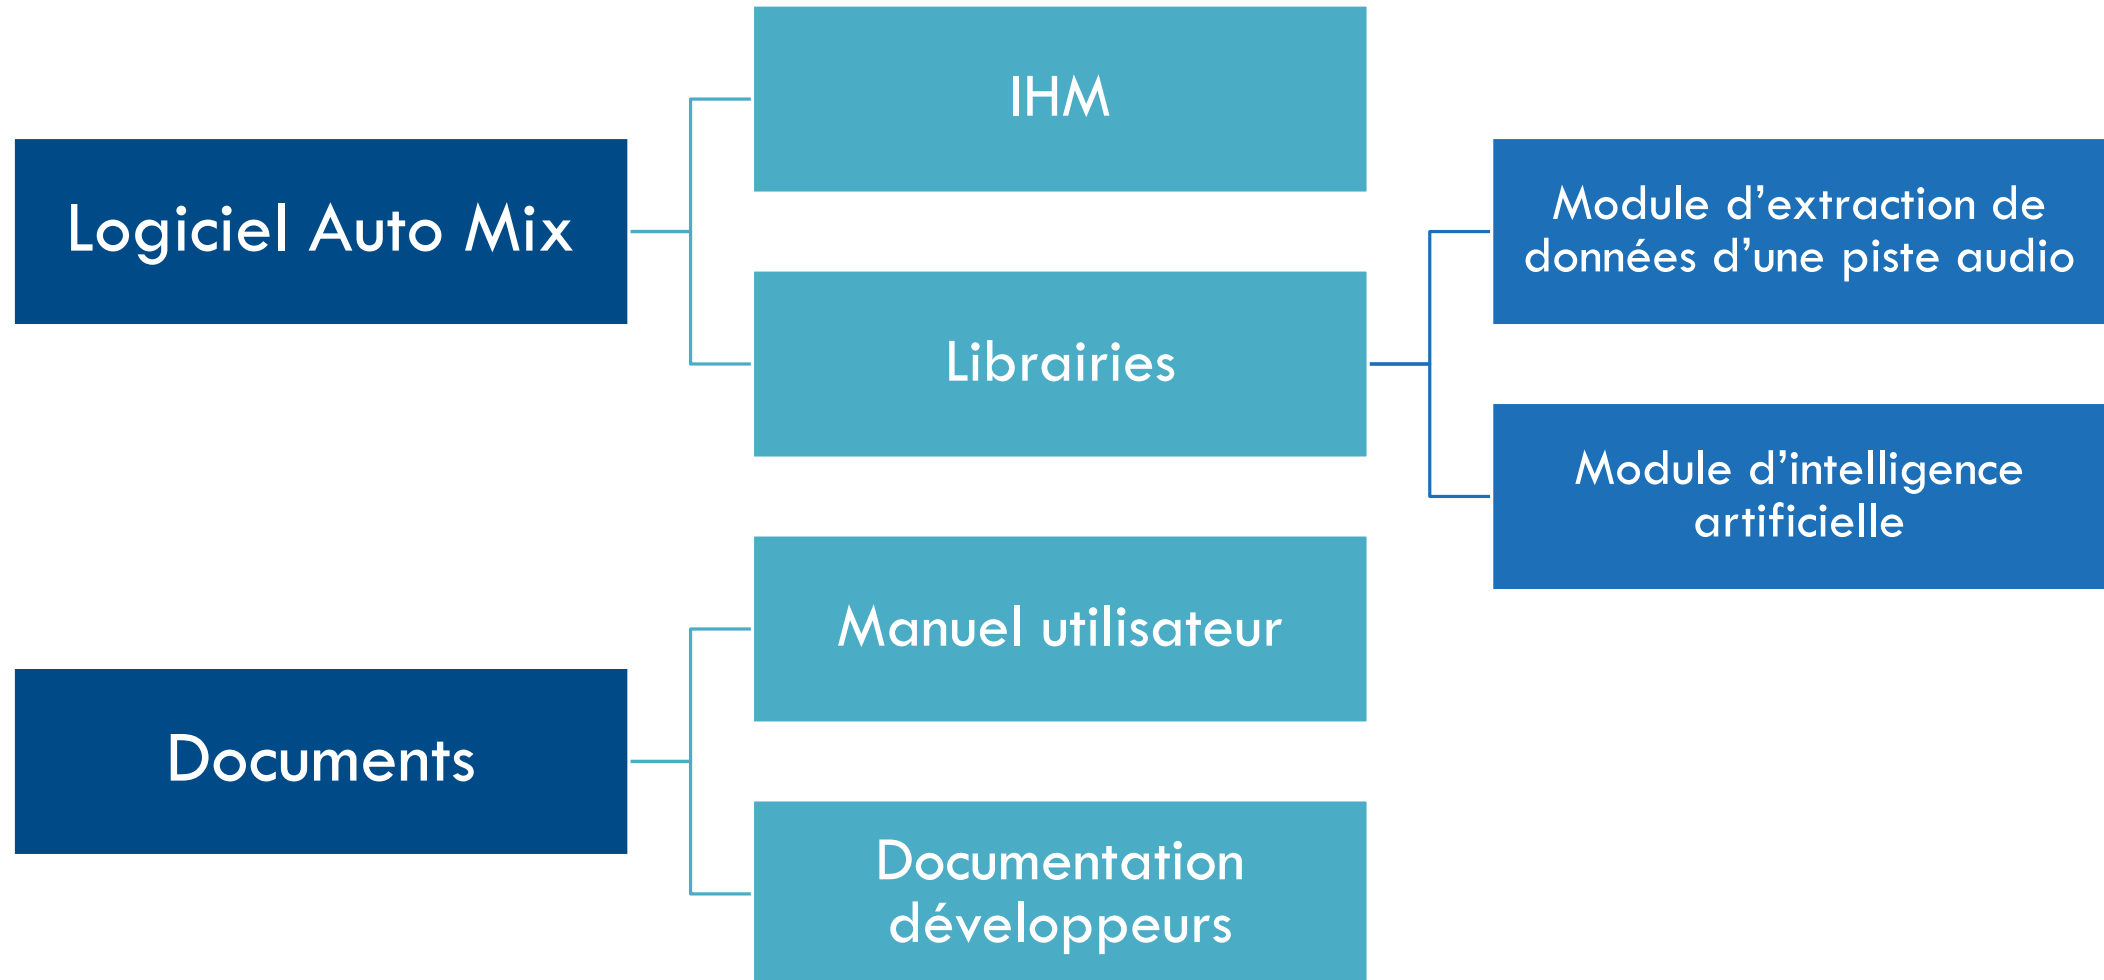 Logiciel Auto Mix
IHM
Librairies
Module d’extraction de
données d’une piste audio
Module d’intelligence
artificielle
Documents
Manuel utilisateur
Documentation
développeurs